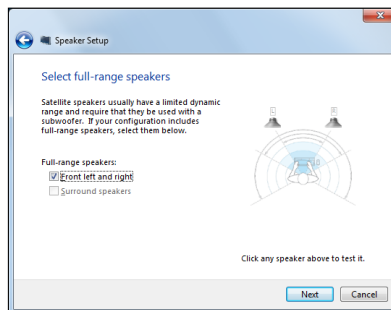 Speaker Setup
Select full-range speakers
Satellite speakers usually have a limited dynamic
range and require that they be used with a
subwoofer. If your configuration includes
full-range speakers, select them below.
L R
Full-range speakers:
Front left and right
Surround speakers
Click any speaker above to test it.
Next Cancel